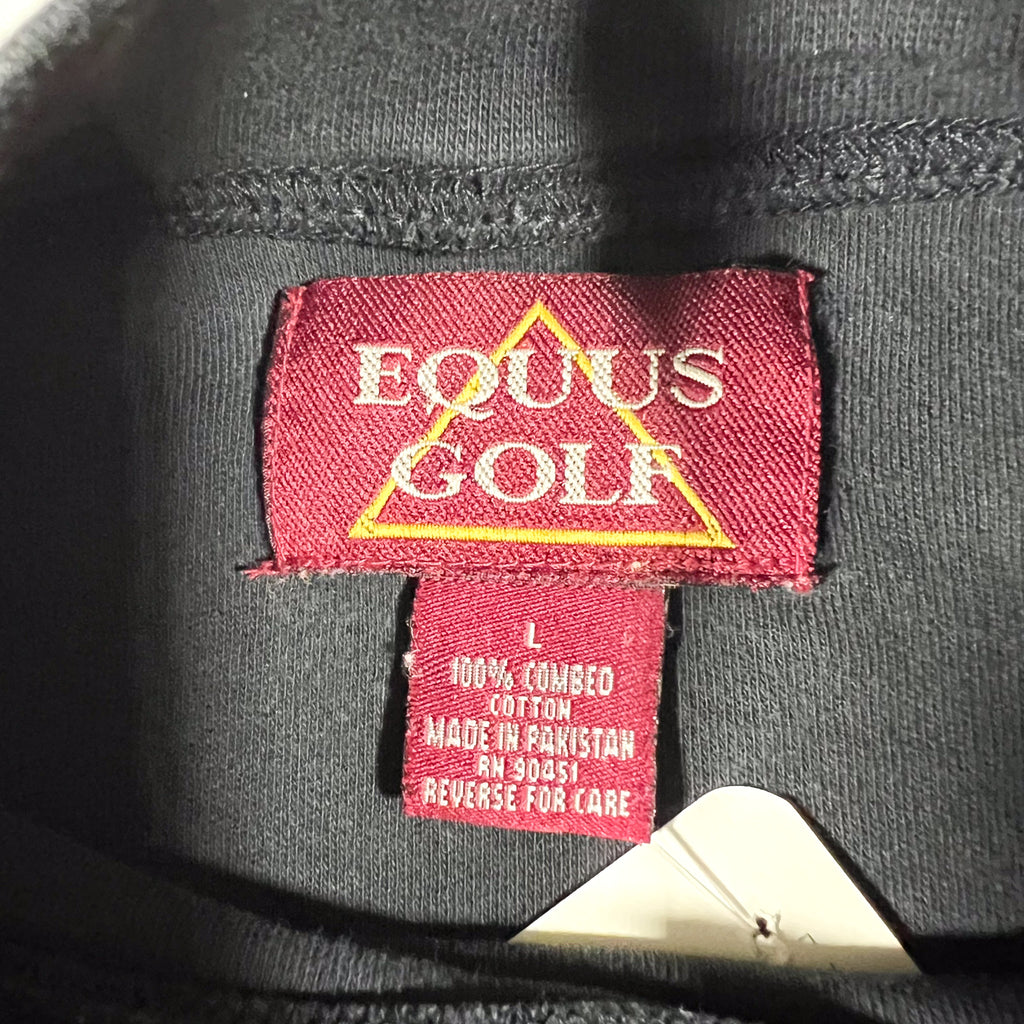 EQUUS
GOLF
L
100% COMBED
COTTON
MADE IN PAKISTAN
RN 90451
REVERSE FOR CARE